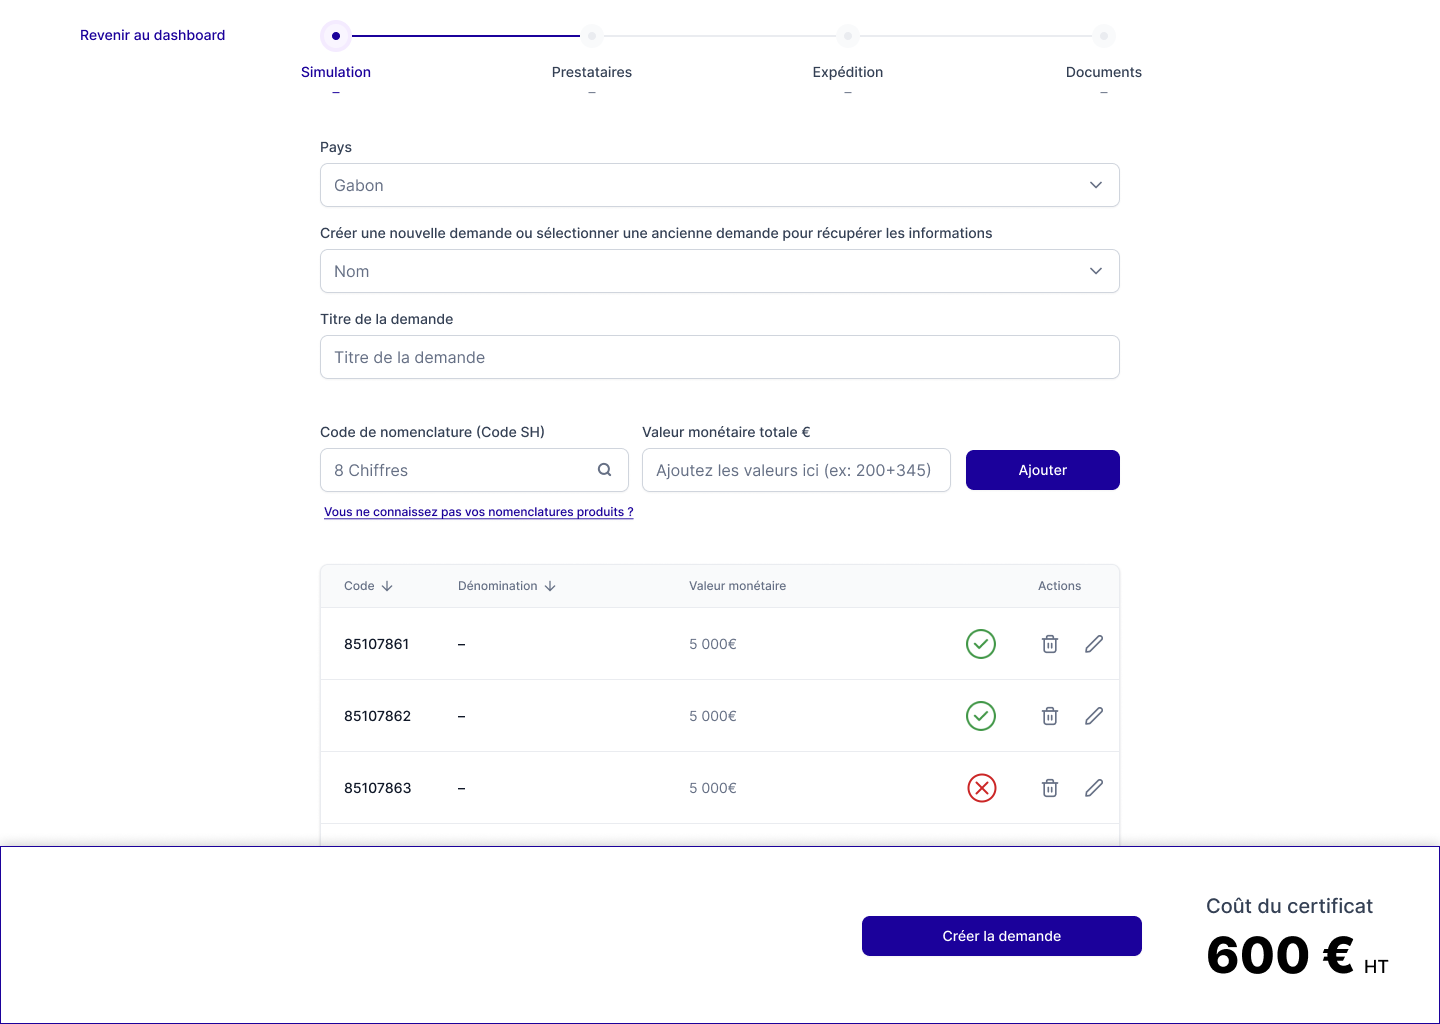 Revenir au dashboard
Simulation
–
Prestataires
–
Expédition
–
Documents
–
Pays
Gabon
Créer une nouvelle demande ou sélectionner une ancienne demande pour récupérer les informations
Nom
Titre de la demande
Titre de la demande
Code de nomenclature (Code SH)
8 Chiffres
Valeur monétaire totale €
Ajoutez les valeurs ici (ex: 200+345)
Ajouter
Vous ne connaissez pas vos nomenclatures produits ?
Code Dénomination Valeur monétaire Actions
85107861 – 5 000€
85107862 – 5 000€
85107863 – 5 000€
Créer la demande
Coût du certificat
600 € HT